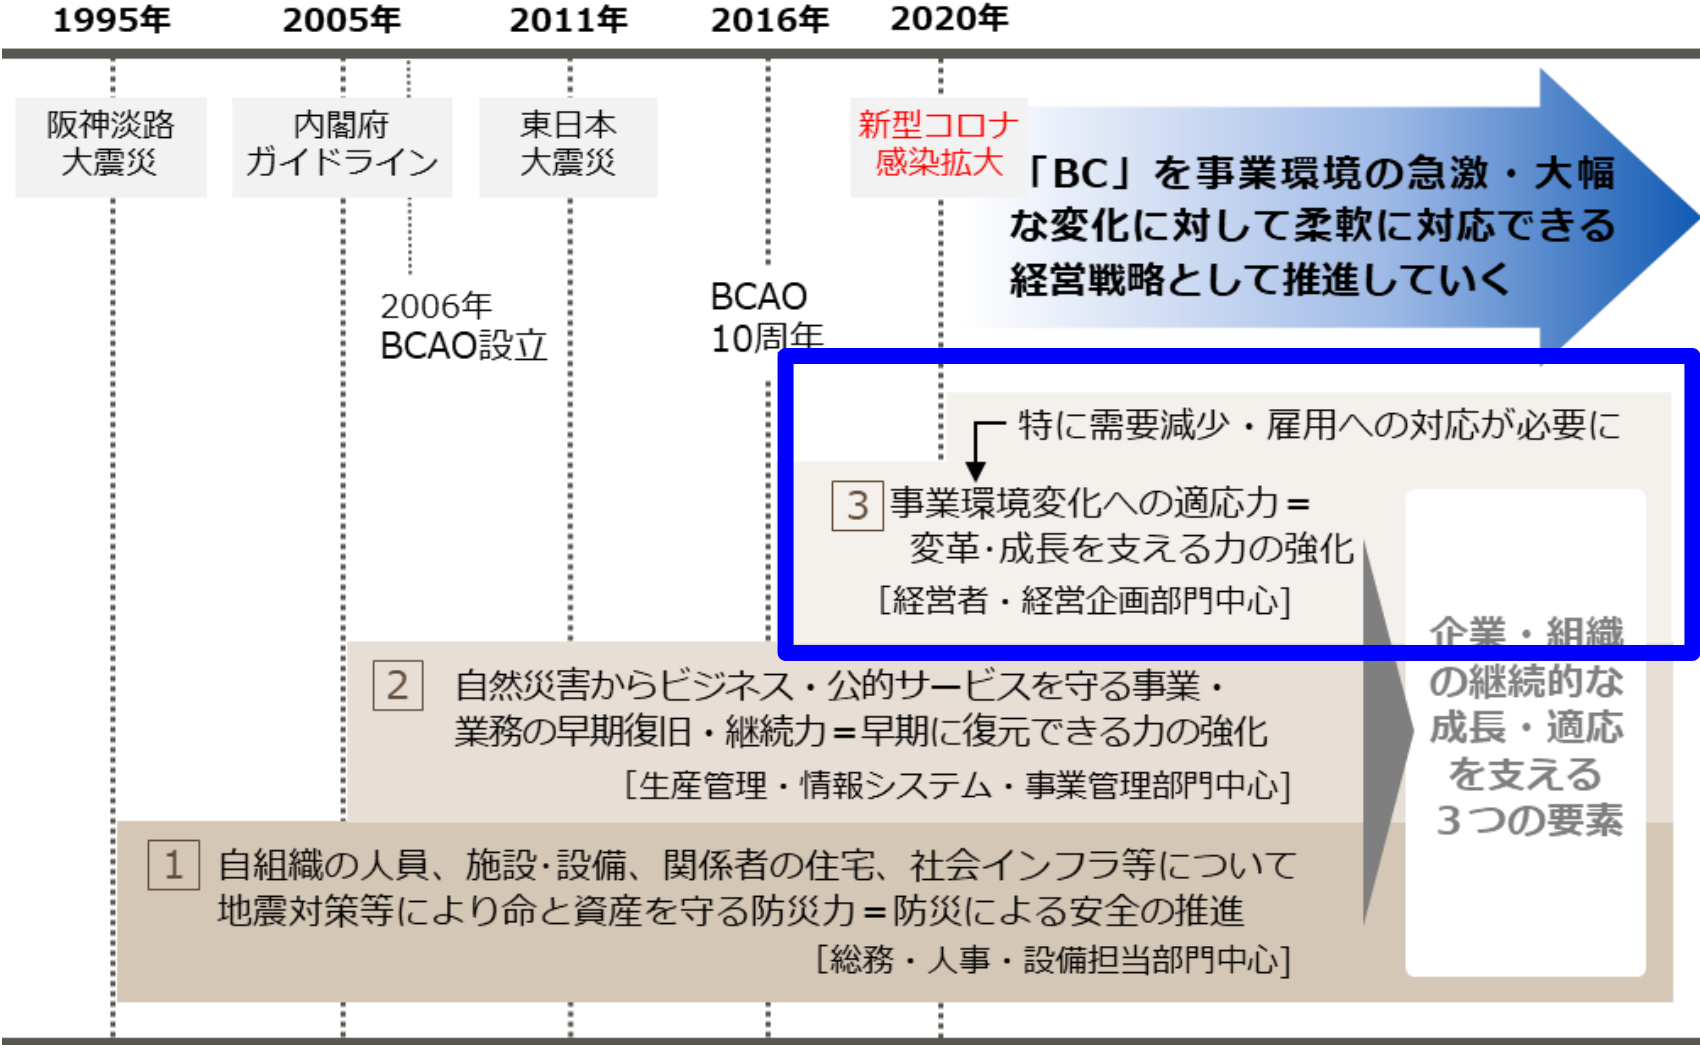 1995年
2005年
2011年
2016年
2020年
阪神淡路
大震災
内閣府
ガイドライン
東日本
大震災
新型コロナ
感染拡大
「BC」を事業環境の急激・大幅
な変化に対して柔軟に対応できる
経営戦略として推進していく
2006年
BCAO設立
BCAO
10周年
特に需要減少・雇用への対応が必要に
3 事業環境変化への適応力＝
変革･成長を支える力の強化
[経営者・経営企画部門中心]
2 自然災害からビジネス・公的サービスを守る事業・
業務の早期復旧・継続力＝早期に復元できる力の強化
[生産管理・情報システム・事業管理部門中心]
1 自組織の人員、施設･設備、関係者の住宅、社会インフラ等について
地震対策等により命と資産を守る防災力＝防災による安全の推進
[総務・人事・設備担当部門中心]
企業・組織
の継続的な
成長・適応
を支える
３つの要素